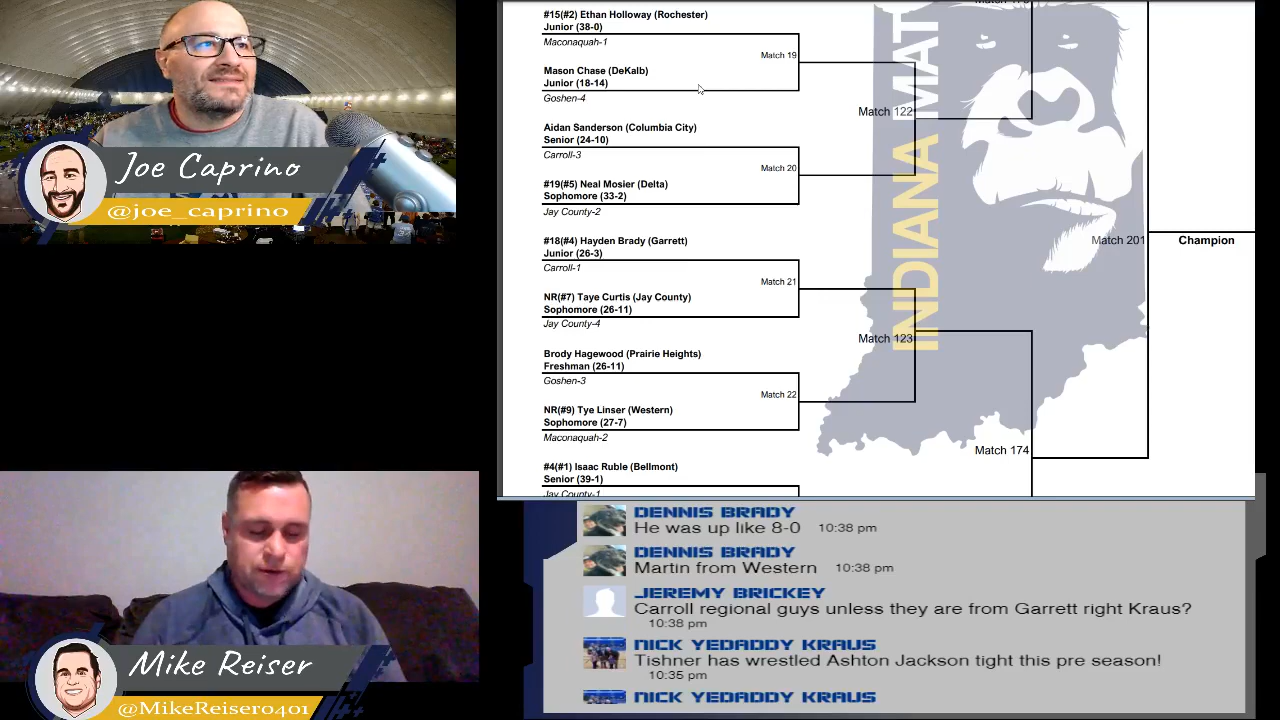 Joe Caprino
@joe_caprino
#15(#2) Ethan Holloway (Rochester)
Junior (38-0)
Maconaquah-1
Match 19
Mason Chase (DeKalb)
Junior (18-14)
Goshen-4
Match 122
Aidan Sanderson (Columbia City)
Senior (24-10)
Carroll-3
Match 20
#19(#5) Neal Mosier (Delta)
Sophomore (33-2)
Jay County-2
#18(#4) Hayden Brady (Garrett)
Junior (26-3)
Carroll-1
Match 21
NR(#7) Taye Curtis (Jay County)
Sophomore (26-11)
Jay County-4
Match 123
Brody Hagewood (Prairie Heights)
Freshman (26-11)
Goshen-3
Match 22
NR(#9) Tye Linser (Western)
Sophomore (27-7)
Maconaquah-2
Match 174
#4(#1) Isaac Ruble (Bellmont)
Senior (39-1)
Jay County-1
Match 201
Champion
INDIANA MAT
Mike Reiser
@MikeReiser0401
DENNIS BRADY
He was up like 8-0 10:38 pm
DENNIS BRADY
Martin from Western 10:38 pm
JEREMY BRICKEY
Carroll regional guys unless they are from Garrett right Kraus?
10:38 pm
NICK YEDADDY KRAUS
Tishner has wrestled Ashton Jackson tight this pre season!
10:35 pm
NICK YEDADDY KRAUS